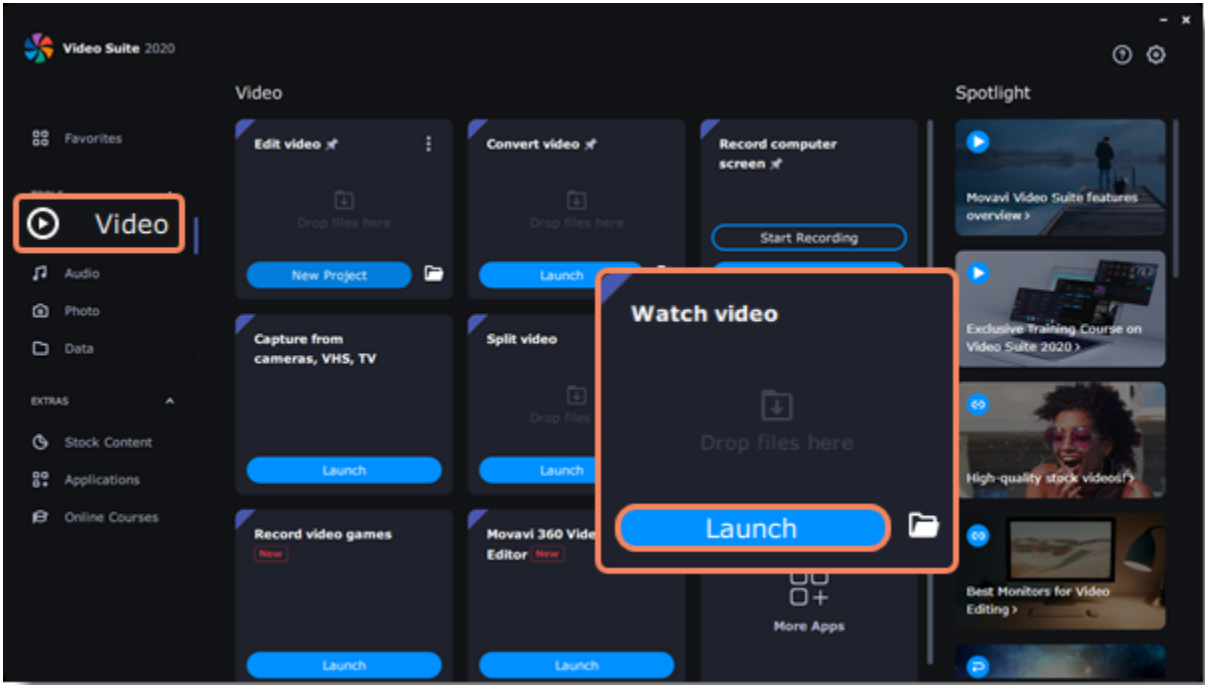 Video Suite 2020
Favorites
Video
Audio
Photo
Data
EXTRAS
Stock Content
Applications
Online Courses
Video
Edit video
Drop files here
New Project
Convert video
Drop files here
Launch
Record computer
screen
Start Recording
Capture from
cameras, VHS, TV
Launch
Split video
Drop files
Launch
Watch video
Drop files here
Launch
Record video games
New
Launch
Movavi 360 Vide
Editor New
Launch
More Apps
Spotlight
Movavi Video Suite features
overview ›
Exclusive Training Course on
Video Suite 2020 ›
High-quality stock videos! ›
Best Monitors for Video
Editing ›